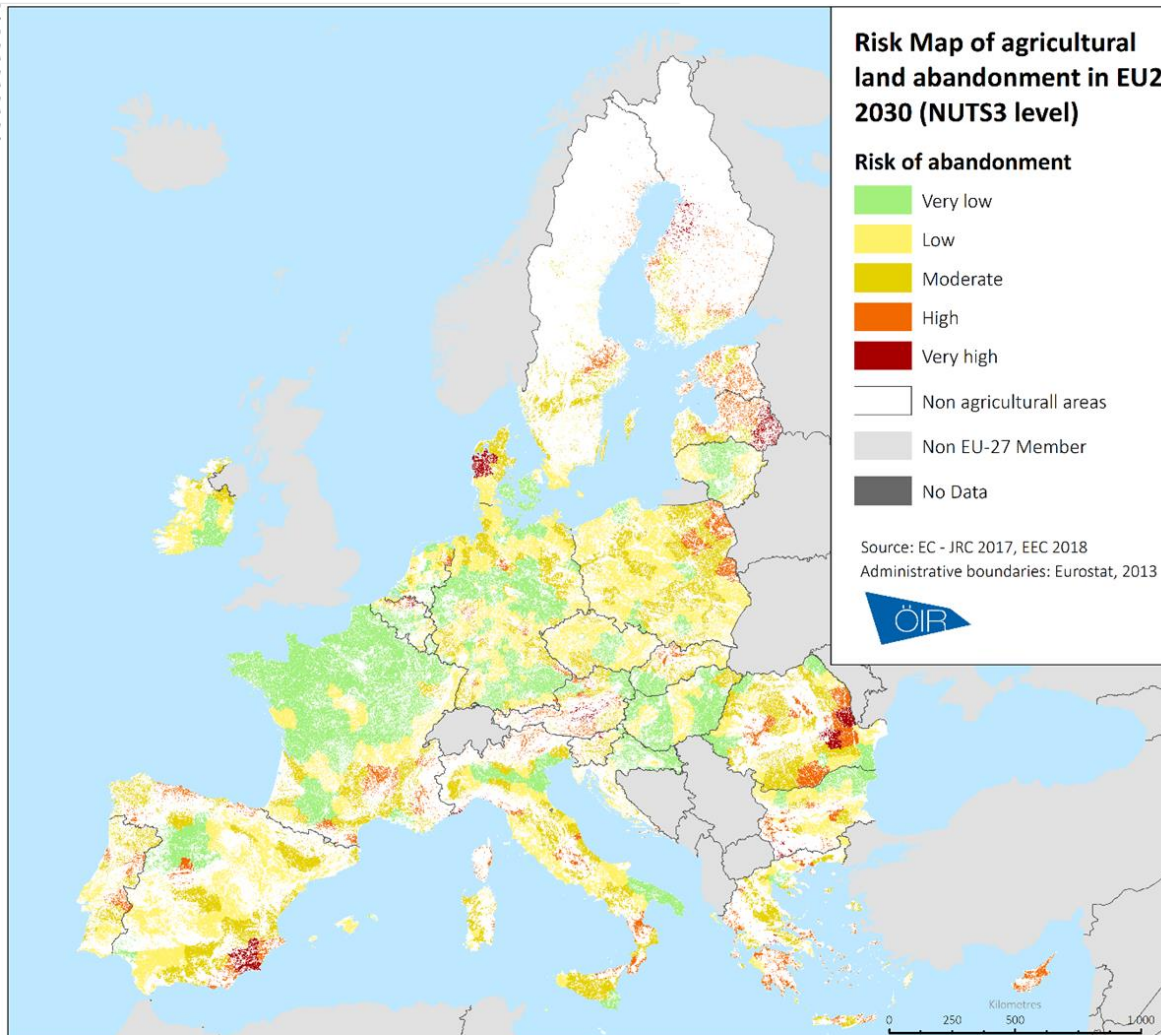 Risk Map of agricultural
land abandonment in EU2
2030 (NUTS3 level)
Risk of abandonment
Very low
Low
Moderate
High
Very high
Non agriculturall areas
Non EU-27 Member
No Data
Source: EC - JRC 2017, EEC 2018
Administrative boundaries: Eurostat, 2013
ÖIR
Kilometres
0 250 500 1 000